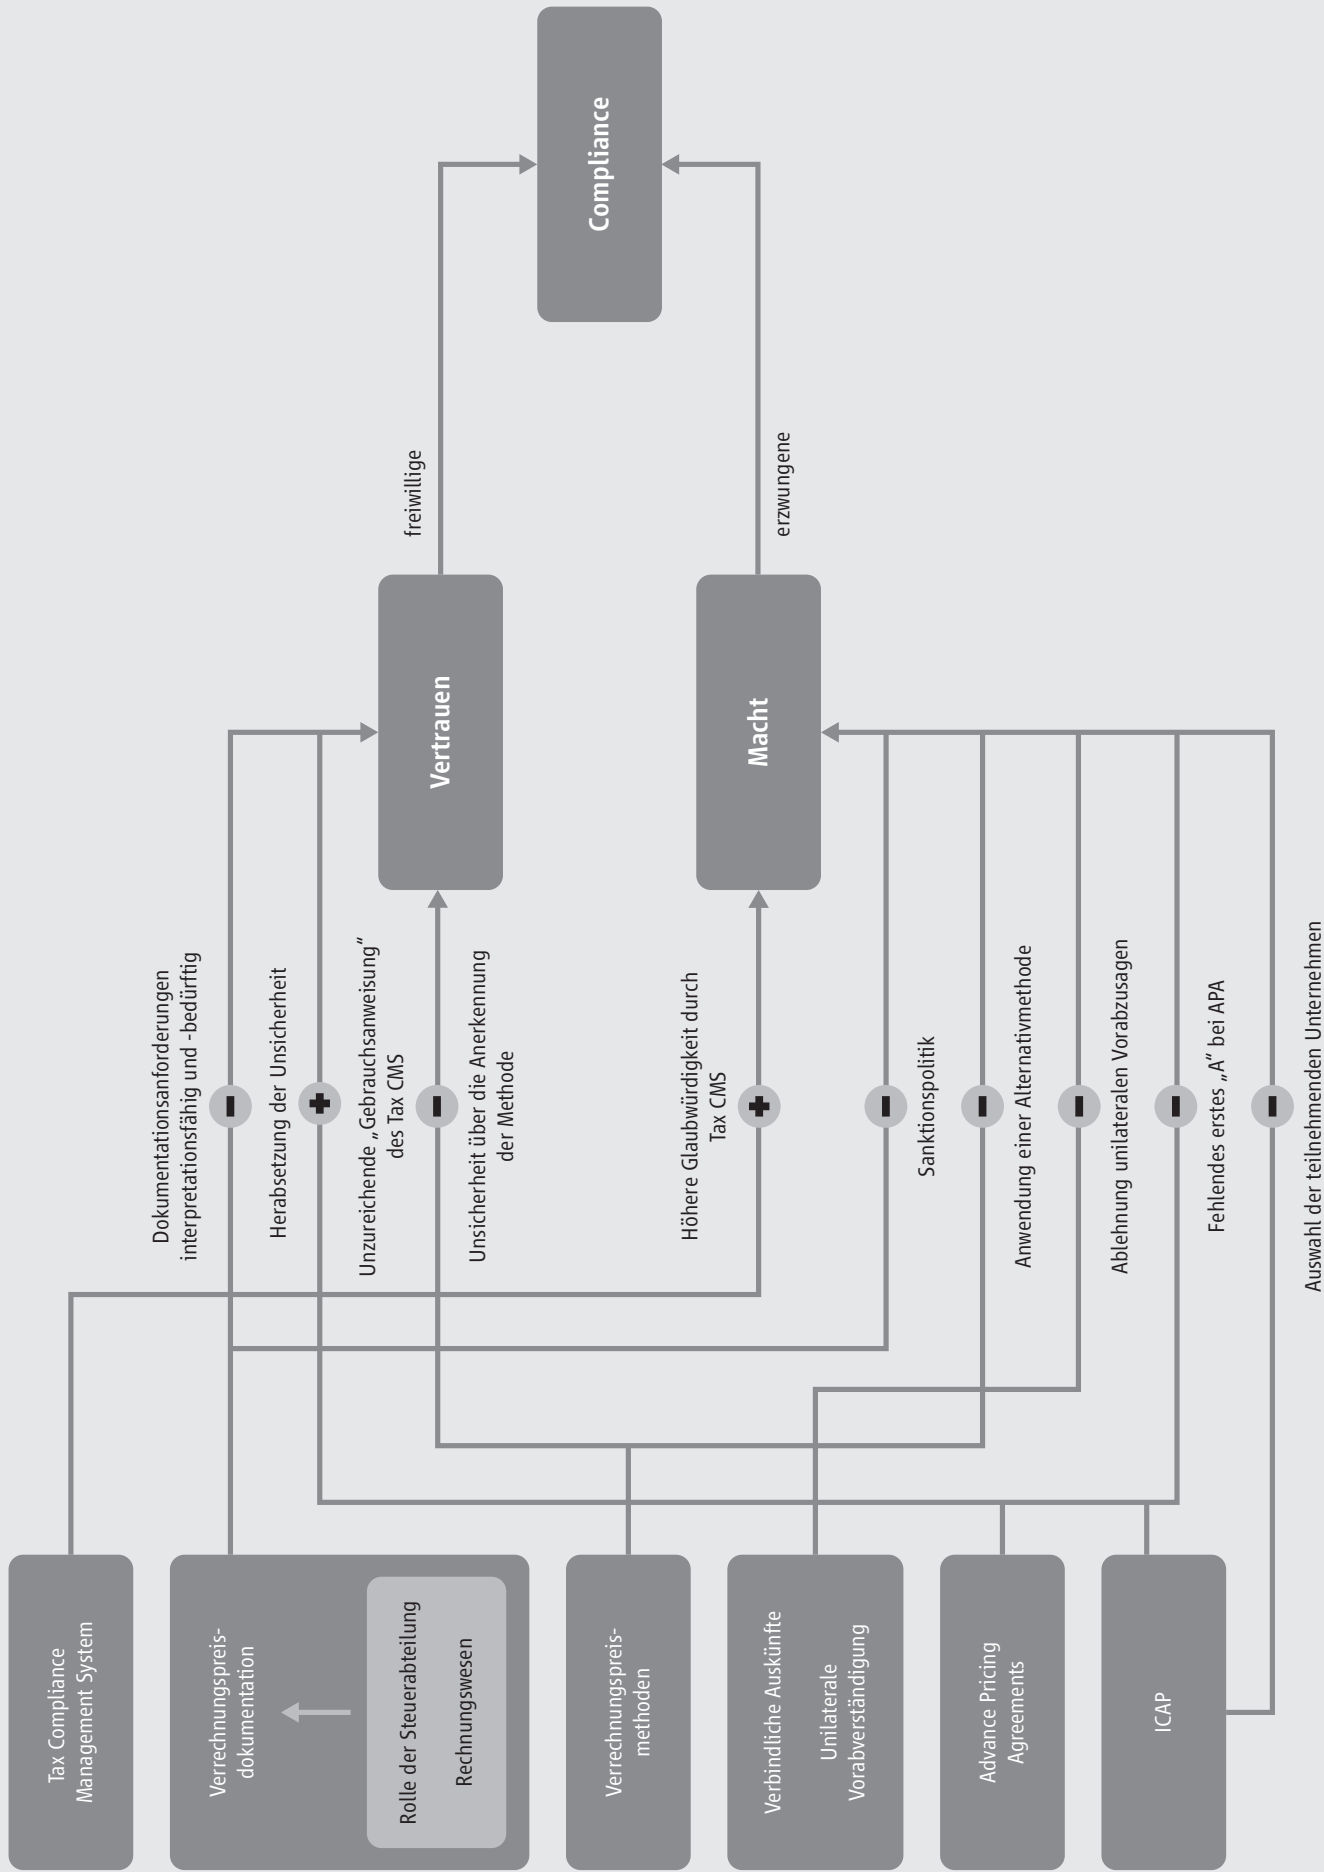 Tax Compliance
Management System
Verrechnungspreis-
dokumentation
Rolle der Steuerabteilung
Rechnungswesen
Verrechnungspreis-
methoden
Verbindliche Auskünfte
Unilaterale
Vorabverständigung
Advance Pricing
Agreements
ICAP
Dokumentationsanforderungen
interpretationsfähig und -bedürftig
Herabsetzung der Unsicherheit
Unzureichende „Gebrauchsanweisung“
des Tax CMS
Unsicherheit über die Anerkennung
der Methode
Höhere Glaubwürdigkeit durch
Tax CMS
Sanktionspolitik
Anwendung einer Alternativmethode
Ablehnung unilateralen Vorabzusagen
Fehlendes erstes „A“ bei APA
Auswahl der teilnehmenden Unternehmen
Vertrauen
Macht
freiwillige
erzwungene
Compliance